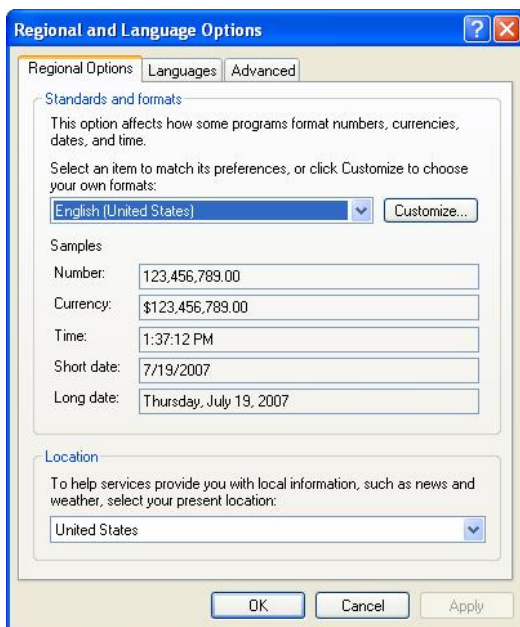 Regional and Language Options
Regional Options Languages Advanced
Standards and formats
This option affects how some programs format numbers, currencies,
dates, and time.
Select an item to match its preferences, or click Customize to choose
your own formats:
English (United States) Customize...
Samples
Number: 123,456,789.00
Currency: $123,456,789.00
Time: 1:37:12 PM
Short date: 7/19/2007
Long date: Thursday, July 19, 2007
Location
To help services provide you with local information, such as news and
weather, select your present location:
United States
OK Cancel Apply